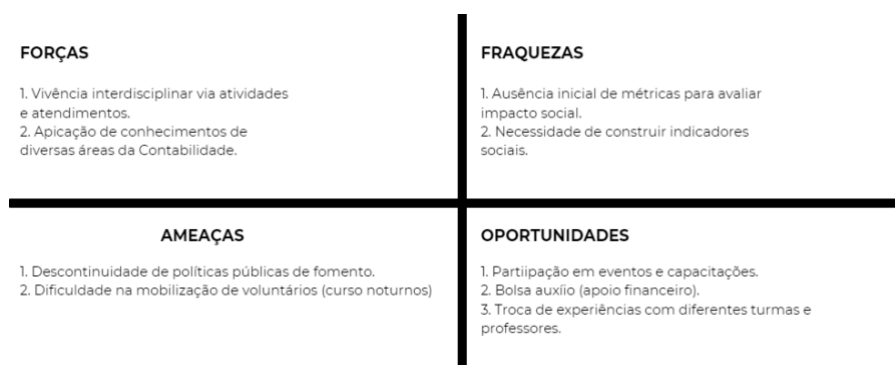 FORÇAS
1. Vivência interdisciplinar via atividades
e atendimentos.
2. Apicação de conhecimentos de
diversas áreas da Contabilidade.
FRAQUEZAS
1. Ausência inicial de métricas para avaliar
impacto social.
2. Necessidade de construir indicadores
sociais.
AMEAÇAS
1. Descontinuidade de políticas públicas de fomento.
2. Dificuldade na mobilização de voluntários (curso noturnos)
OPORTUNIDADES
1. Partiipação em eventos e capacitações.
2. Bolsa auxíio (apoio financeiro).
3. Troca de experiências com diferentes turmas e
professores.